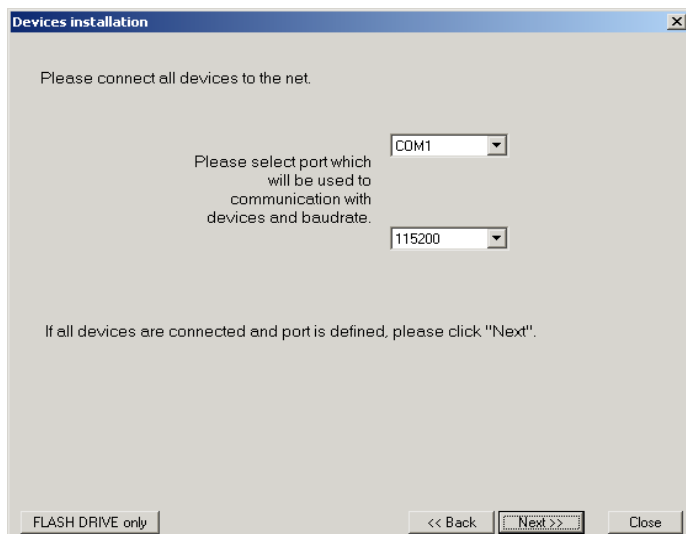 Devices installation
Please connect all devices to the net.
COM1
Please select port which
will be used to
communication with
devices and baudrate.
115200
If all devices are connected and port is defined, please click "Next".
FLASH DRIVE only
<< Back
Next >>
Close